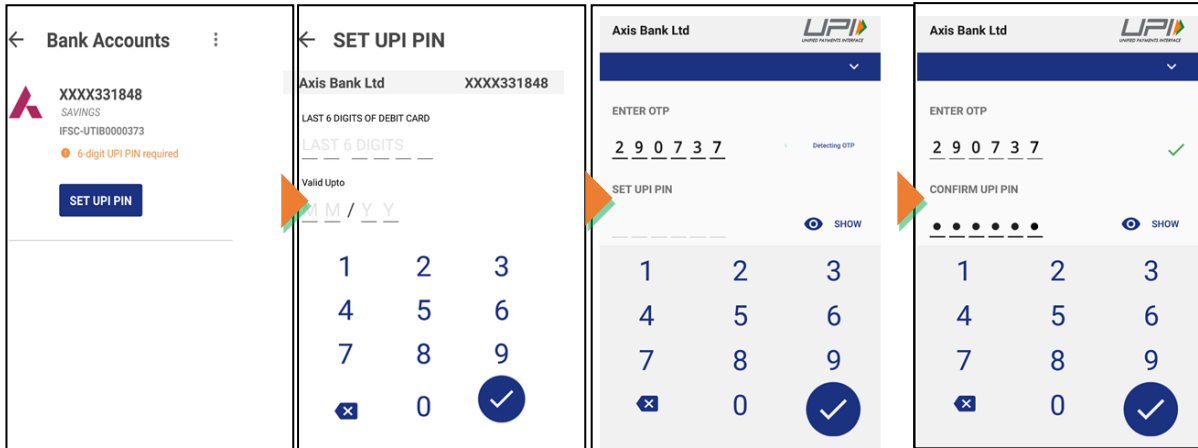 Bank Accounts
XXXX331848
SAVINGS
IFSC-UTIB0000373
6-digit UPI PIN required
SET UPI PIN
SET UPI PIN
Axis Bank Ltd XXXX331848
LAST 6 DIGITS OF DEBIT CARD
LAST 6 DIGITS
Valid Upto
M M / Y Y
1 2 3
4 5 6
7 8 9
0
Axis Bank Ltd UPI
UNIFIED PAYMENTS INTERFACE
ENTER OTP
2 9 0 7 3 7 Detecting OTP
SET UPI PIN
SHOW
1 2 3
4 5 6
7 8 9
0
Axis Bank Ltd UPI
UNIFIED PAYMENTS INTERFACE
ENTER OTP
2 9 0 7 3 7
CONFIRM UPI PIN
SHOW
1 2 3
4 5 6
7 8 9
0